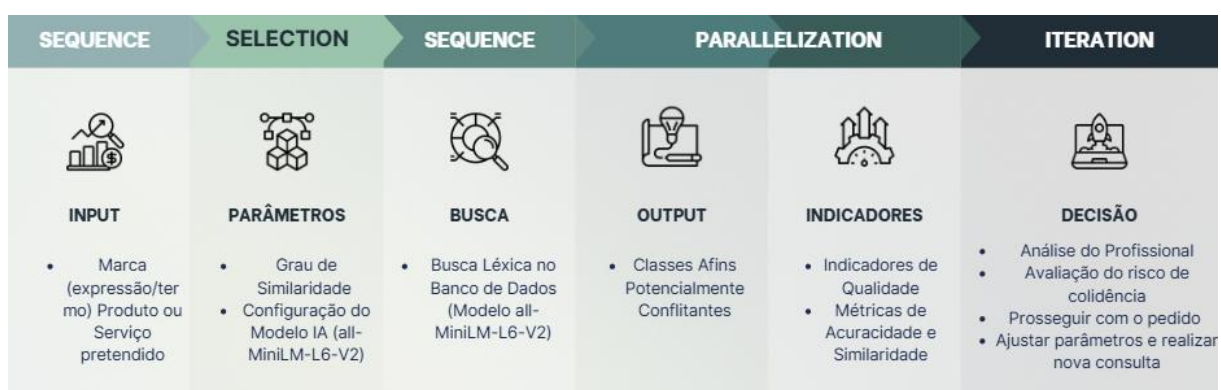 SEQUENCE
SELECTION
SEQUENCE
PARALLELIZATION
ITERATION
INPUT
• Marca
(expressão/ter
mo) Produto ou
Serviço
pretendido
PARÂMETROS
• Grau de
Similaridade
• Configuração do
Modelo IA (all-
MiniLM-L6-V2)
BUSCA
• Busca Léxica no
Banco de Dados
(Modelo all-
MiniLM-L6-V2)
OUTPUT
• Classes Afins
Potencialmente
Conflitantes
INDICADORES
• Indicadores de
Qualidade
• Métricas de
Acuracidade e
Similaridade
DECISÃO
• Análise do Profissional
• Avaliação do risco de
colidência
• Prosseguir com o pedido
• Ajustar parâmetros e realizar
nova consulta